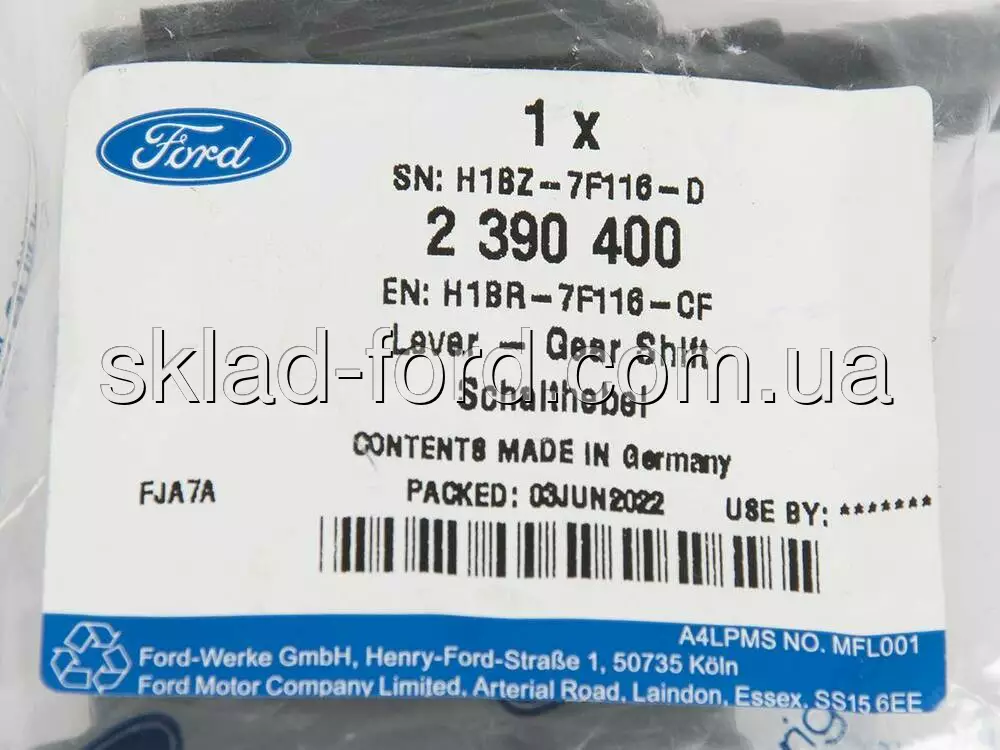 Ford
1 x
SN: H1BZ-7F116-D
2 390 400
EN: H1BR-7F116-CF
Lever - Gear Shift
sklad-ford.com.ua
Schalthebel
CONTENTS MADE IN Germany
FJA7A
PACKED: 03JUN2022
USE BY: *******
A4LPMS NO. MFL001
Ford-Werke GmbH, Henry-Ford-Straße 1, 50735 Köln
Ford Motor Company Limited, Arterial Road, Laindon, Essex, SS15 6EE